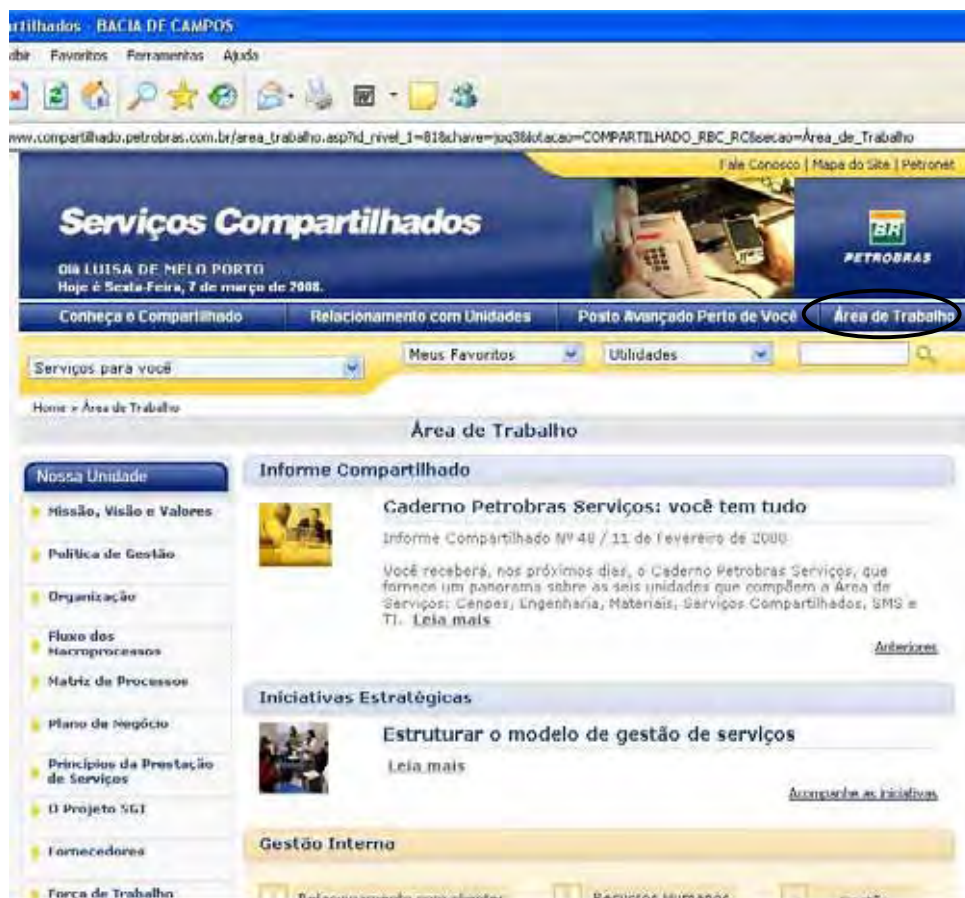 rtilhados - BACIA DE CAMPOS
ibir Favoritos Ferramentas Ajuda
www.compartilhado.petrobras.com.br/area_trabalho.asp?id_nivel_1=81&chave=joq3&lotacao=COMPARTILHADO_RBC_RC&secao=Área_de_Trabalho
Fale Conosco | Mapa do Site | Petronet
Serviços Compartilhados
BR
PETROBRAS
Olá LUISA DE MELO PORTO
Hoje é Sexta-Feira, 7 de março de 2008.
Conheça o Compartilhado Relacionamento com Unidades Posto Avançado Perto de Você Área de Trabalho
Serviços para você Meus Favoritos Utilidades
Home » Área de Trabalho
Área de Trabalho
Nossa Unidade
Missão, Visão e Valores
Política de Gestão
Organização
Fluxo dos
Macroprocessos
Matriz de Processos
Plano de Negócio
Princípios da Prestação
de Serviços
O Projeto SGI
Fornecedores
Força de Trabalho
Informe Compartilhado
Caderno Petrobras Serviços: você tem tudo
Informe Compartilhado Nº 48 / 11 de fevereiro de 2008
Você receberá, nos próximos dias, o Caderno Petrobras Serviços, que
fornece um panorama sobre as seis unidades que compõem a Área de
Serviços: Cenpes, Engenharia, Materiais, Serviços Compartilhados, SMS e
TI. Leia mais
Anteriores
Iniciativas Estratégicas
Estruturar o modelo de gestão de serviços
Leia mais
Acompanhe as iniciativas
Gestão Interna
Relacionamento com clientes Recursos Humanos